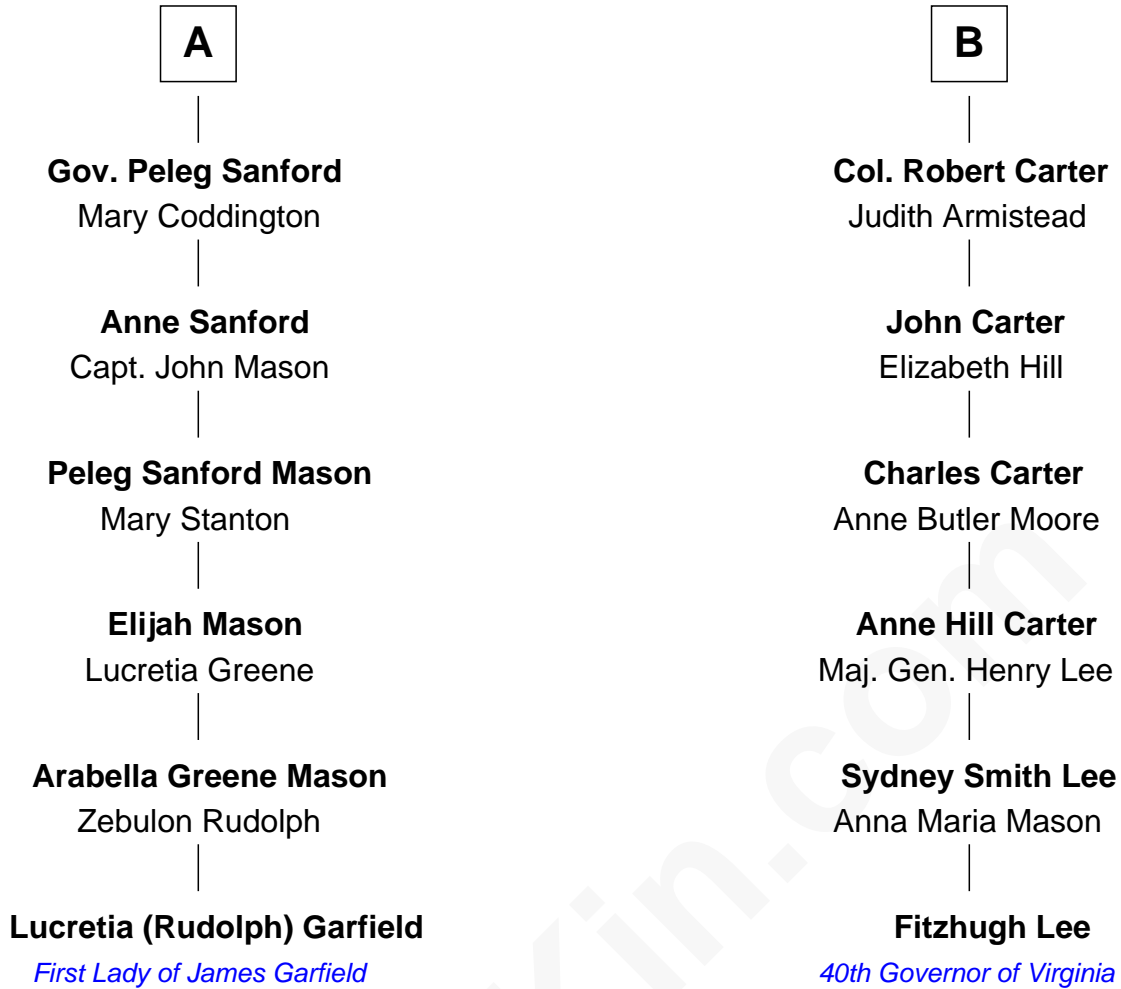 A
Gov. Peleg Sanford
Mary Coddington
Anne Sanford
Capt. John Mason
Peleg Sanford Mason
Mary Stanton
Elijah Mason
Lucretia Greene
Arabella Greene Mason
Zebulon Rudolph
Lucretia (Rudolph) Garfield
First Lady of James Garfield
B
Col. Robert Carter
Judith Armistead
John Carter
Elizabeth Hill
Charles Carter
Anne Butler Moore
Anne Hill Carter
Maj. Gen. Henry Lee
Sydney Smith Lee
Anna Maria Mason
Fitzhugh Lee
40th Governor of Virginia